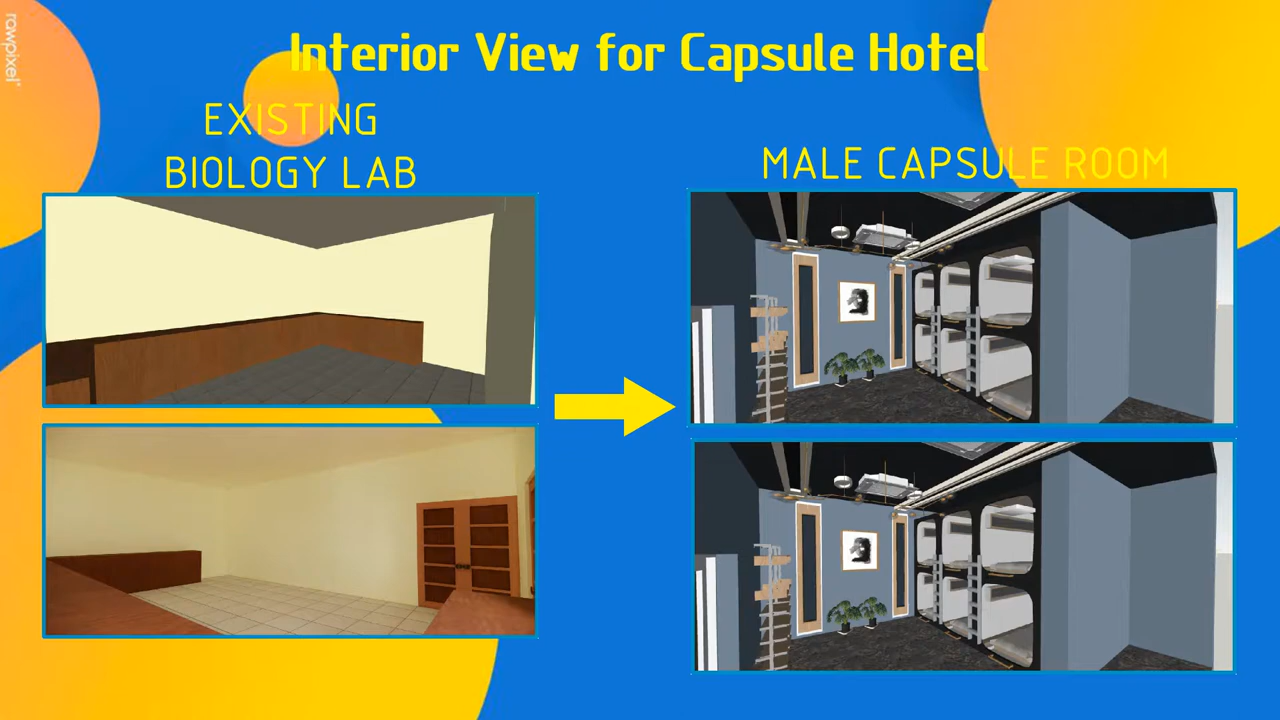 rawpixel
Interior View for Capsule Hotel
EXISTING
BIOLOGY LAB
MALE CAPSULE ROOM